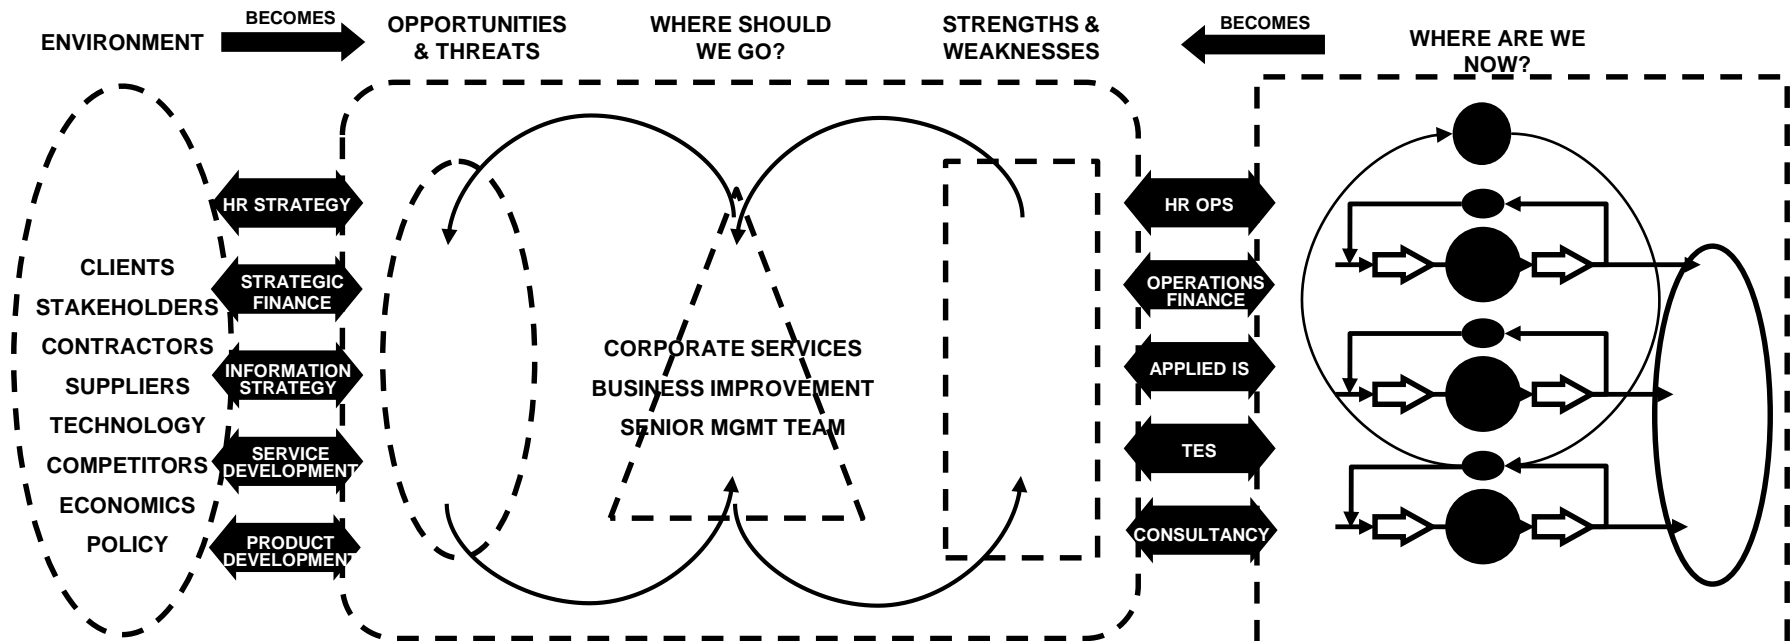 ENVIRONMENT
BECOMES
OPPORTUNITIES
& THREATS
WHERE SHOULD
WE GO?
STRENGTHS &
WEAKNESSES
BECOMES
WHERE ARE WE
NOW?
CLIENTS
STAKEHOLDERS
CONTRACTORS
SUPPLIERS
TECHNOLOGY
COMPETITORS
ECONOMICS
POLICY
HR STRATEGY
STRATEGIC
FINANCE
INFORMATION
STRATEGY
SERVICE
DEVELOPMENT
PRODUCT
DEVELOPMENT
CORPORATE SERVICES
BUSINESS IMPROVEMENT
SENIOR MGMT TEAM
HR OPS
OPERATIONS
FINANCE
APPLIED IS
TES
CONSULTANCY